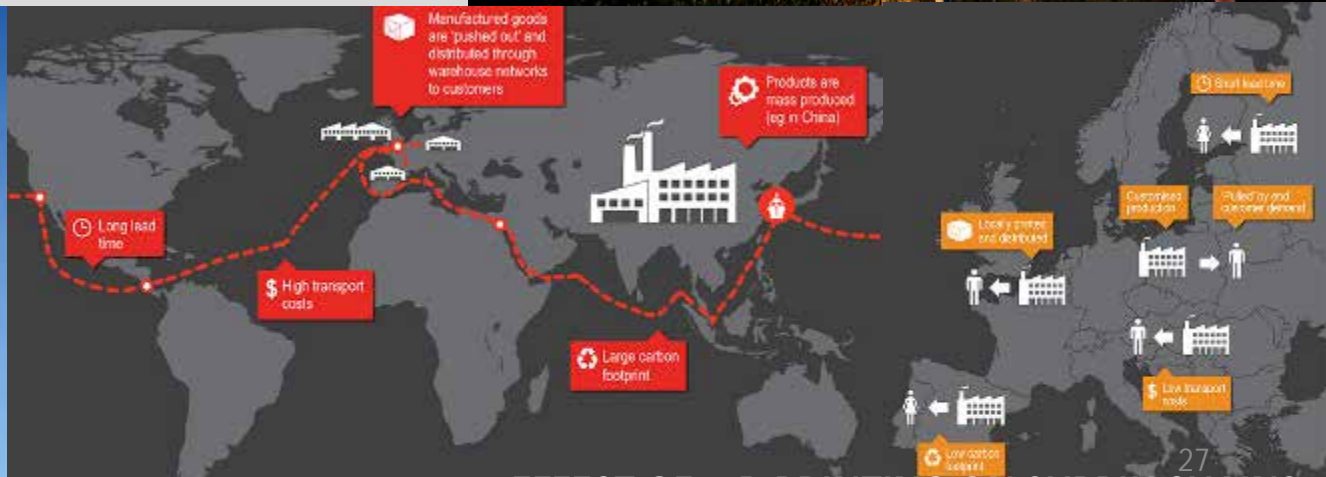 Manufactured goods
are 'pushed out' and
distributed through
warehouse networks
to customers
Products are
mass produced
(eg in China)
Long lead
time
$ High transport
costs
Large carbon
footprint
Short lead time
Customised
production
'Pulled' by end
customer demand
Locally printed
and distributed
$ Low transport
costs
Low carbon
footprint
27